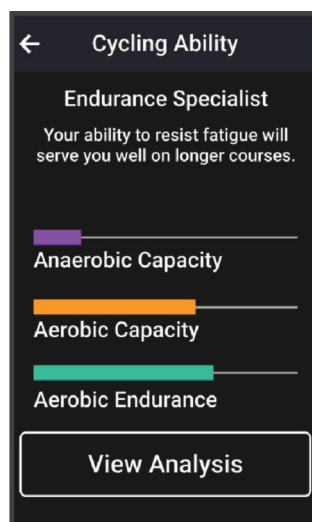 Cycling Ability
Endurance Specialist
Your ability to resist fatigue will
serve you well on longer courses.
Anaerobic Capacity
Aerobic Capacity
Aerobic Endurance
View Analysis